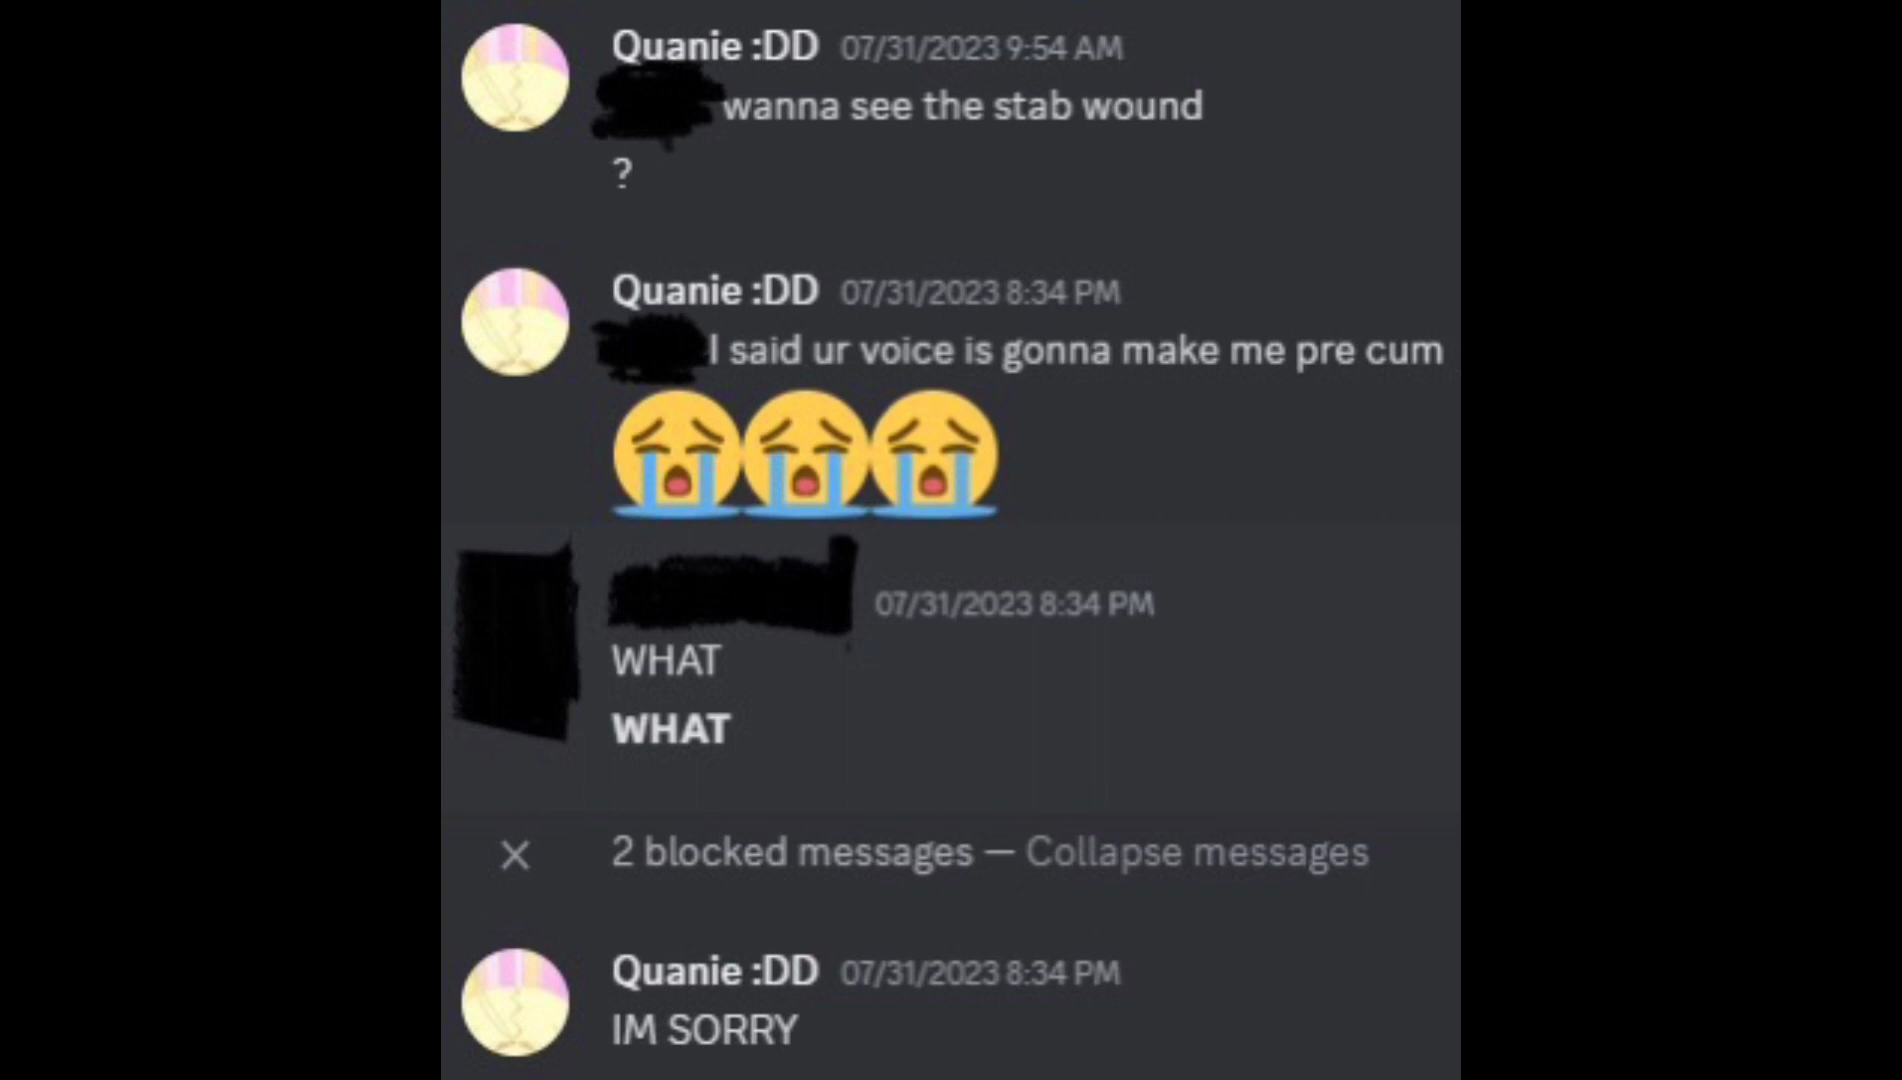 Quanie :DD 07/31/2023 9:54 AM
wanna see the stab wound
?
Quanie :DD 07/31/2023 8:34 PM
I said ur voice is gonna make me pre cum
😭😭😭
07/31/2023 8:34 PM
WHAT
WHAT
2 blocked messages — Collapse messages
Quanie :DD 07/31/2023 8:34 PM
IM SORRY